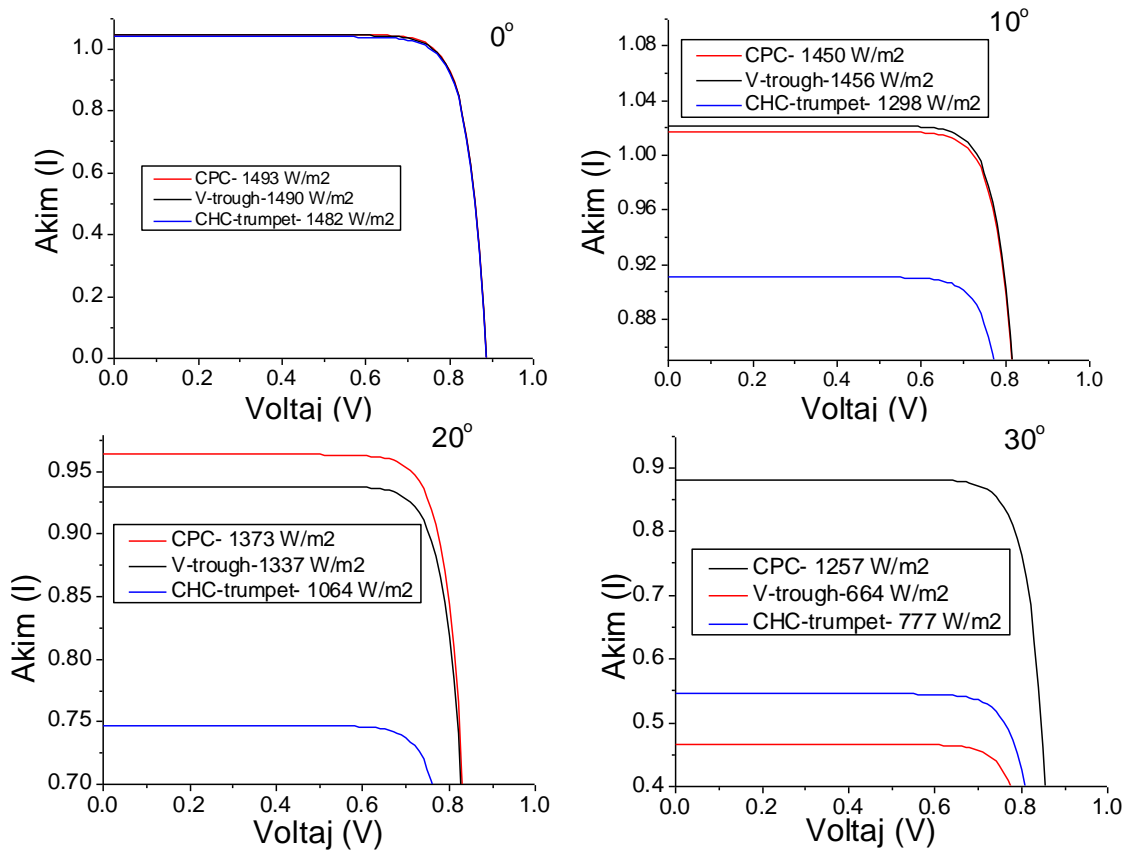 0°
Akim (I)
1.0
0.8
0.6
0.4
0.2
0.0
CPC- 1493 W/m2
V-trough-1490 W/m2
CHC-trumpet- 1482 W/m2
0.0 0.2 0.4 0.6 0.8 1.0
Voltaj (V)
10°
Akim (I)
1.08
1.04
1.00
0.96
0.92
0.88
CPC- 1450 W/m2
V-trough-1456 W/m2
CHC-trumpet- 1298 W/m2
0.0 0.2 0.4 0.6 0.8 1.0
Voltaj (V)
20°
Akim (I)
0.95
0.90
0.85
0.80
0.75
0.70
CPC- 1373 W/m2
V-trough-1337 W/m2
CHC-trumpet- 1064 W/m2
0.0 0.2 0.4 0.6 0.8 1.0
Voltaj (V)
30°
Akim (I)
0.9
0.8
0.7
0.6
0.5
0.4
CPC- 1257 W/m2
V-trough-664 W/m2
CHC-trumpet- 777 W/m2
0.0 0.2 0.4 0.6 0.8 1.0
Voltaj (V)